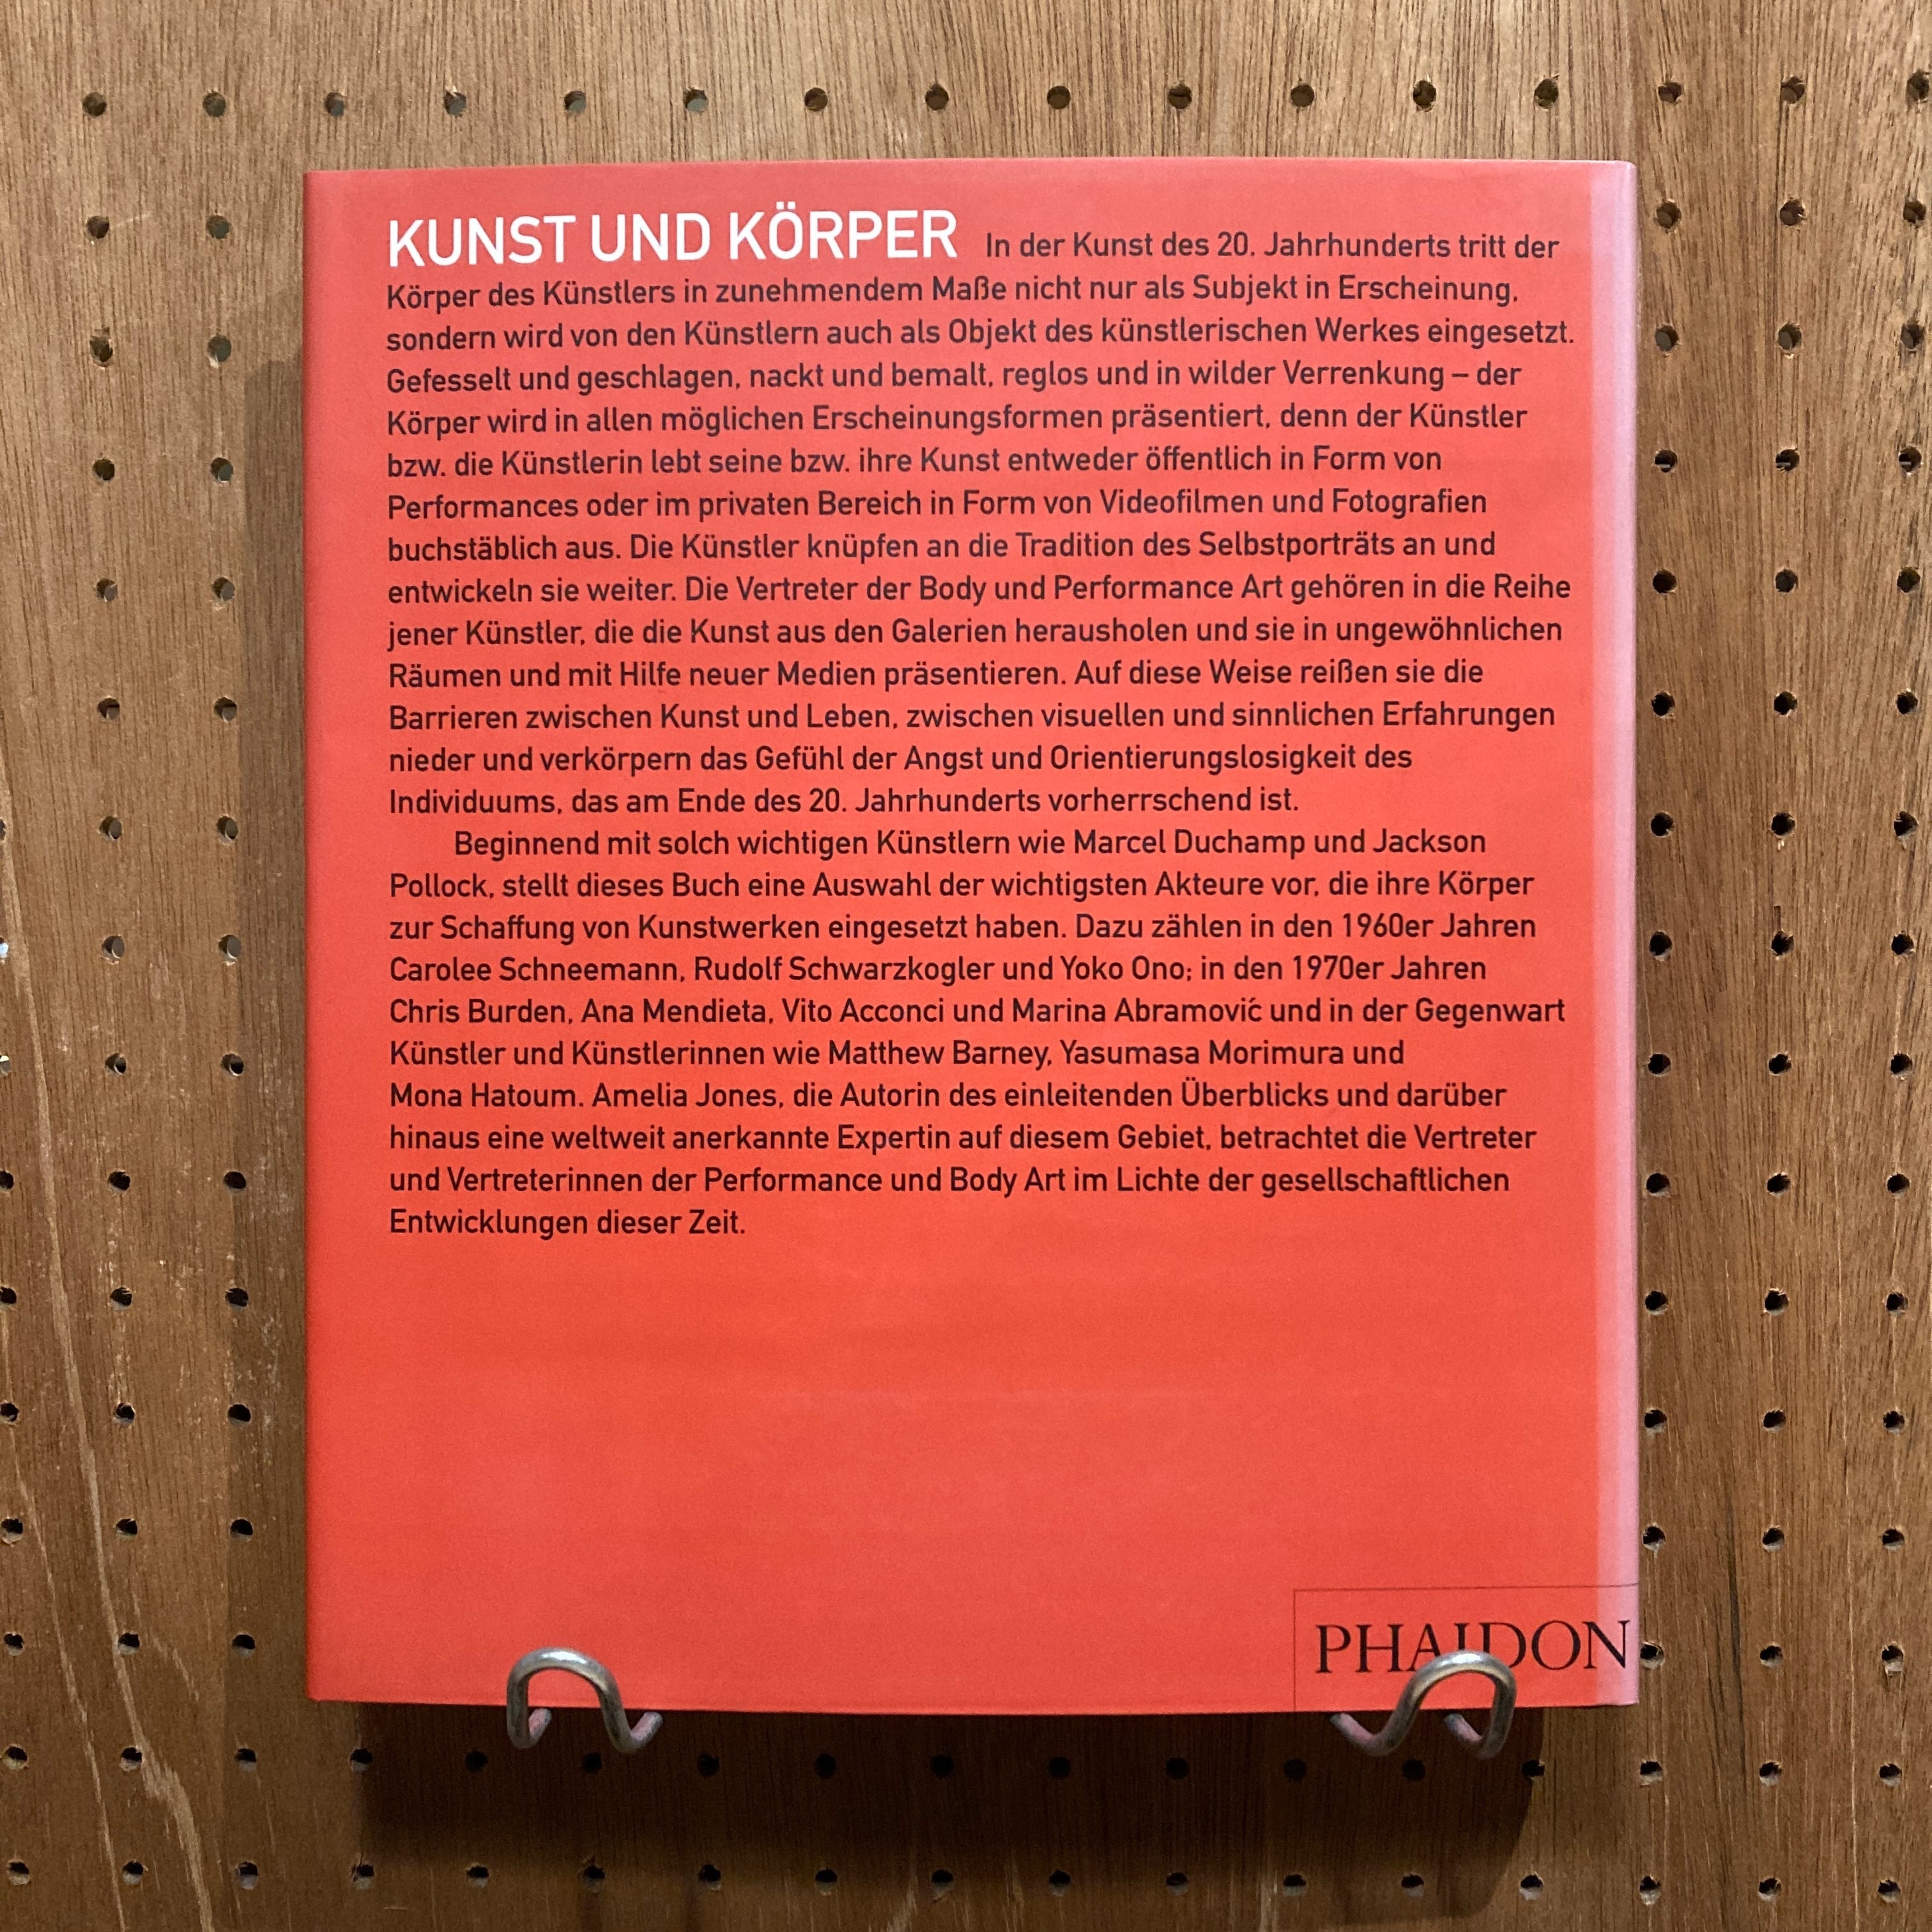 KUNST UND KÖRPER In der Kunst des 20. Jahrhunderts tritt der
Körper des Künstlers in zunehmendem Maße nicht nur als Subjekt in Erscheinung,
sondern wird von den Künstlern auch als Objekt des künstlerischen Werkes eingesetzt.
Gefesselt und geschlagen, nackt und bemalt, reglos und in wilder Verrenkung – der
Körper wird in allen möglichen Erscheinungsformen präsentiert, denn der Künstler
bzw. die Künstlerin lebt seine bzw. ihre Kunst entweder öffentlich in Form von
Performances oder im privaten Bereich in Form von Videofilmen und Fotografien
buchstäblich aus. Die Künstler knüpfen an die Tradition des Selbstporträts an und
entwickeln sie weiter. Die Vertreter der Body und Performance Art gehören in die Reihe
jener Künstler, die die Kunst aus den Galerien herausholen und sie in ungewöhnlichen
Räumen und mit Hilfe neuer Medien präsentieren. Auf diese Weise reißen sie die
Barrieren zwischen Kunst und Leben, zwischen visuellen und sinnlichen Erfahrungen
nieder und verkörpern das Gefühl der Angst und Orientierungslosigkeit des
Individuums, das am Ende des 20. Jahrhunderts vorherrschend ist.
Beginnend mit solch wichtigen Künstlern wie Marcel Duchamp und Jackson
Pollock, stellt dieses Buch eine Auswahl der wichtigsten Akteure vor, die ihre Körper
zur Schaffung von Kunstwerken eingesetzt haben. Dazu zählen in den 1960er Jahren
Carolee Schneemann, Rudolf Schwarzkogler und Yoko Ono; in den 1970er Jahren
Chris Burden, Ana Mendieta, Vito Acconci und Marina Abramović und in der Gegenwart
Künstler und Künstlerinnen wie Matthew Barney, Yasumasa Morimura und
Mona Hatoum. Amelia Jones, die Autorin des einleitenden Überblicks und darüber
hinaus eine weltweit anerkannte Expertin auf diesem Gebiet, betrachtet die Vertreter
und Vertreterinnen der Performance und Body Art im Lichte der gesellschaftlichen
Entwicklungen dieser Zeit.
PHAIDON